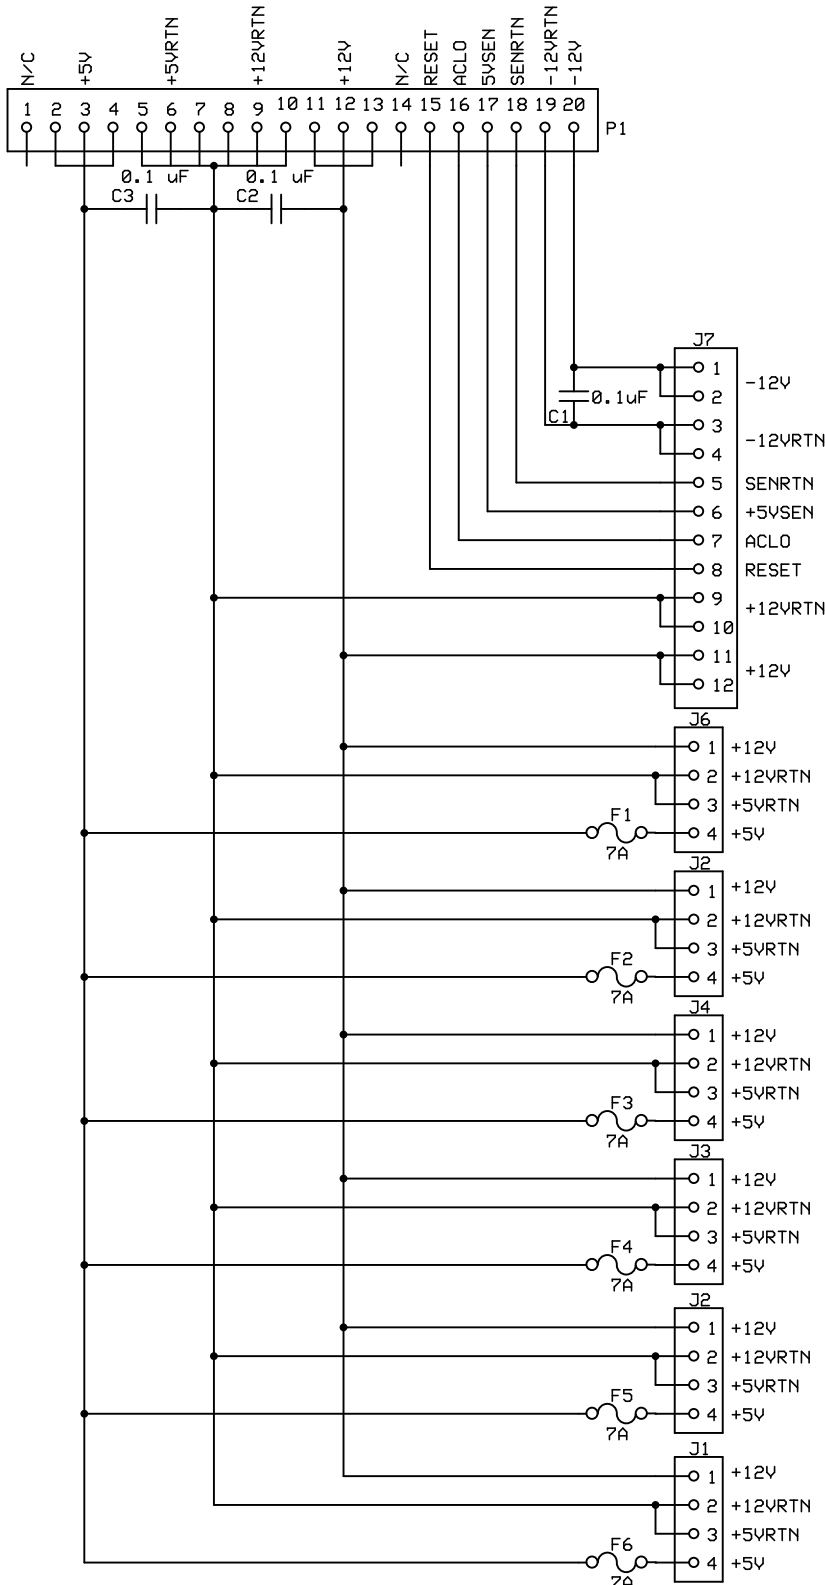 N/C
+5V
+5VRTN
+12VRTN
+12V
N/C
RESET
ACLO
5VSEN
SENRTN
-12VRTN
-12V
1 2 3 4 5 6 7 8 9 10 11 12 13 14 15 16 17 18 19 20
P1
0.1 uF
0.1 uF
C3
C2
J7
1
2
-12V
0.1uF
C1
3
4
-12VRTN
5 SENRTN
6 +5VSEN
7 ACLO
8 RESET
9
10
+12VRTN
11
12
+12V
J6
1 +12V
2 +12VRTN
3 +5VRTN
F1
4 +5V
7A
J2
1 +12V
2 +12VRTN
3 +5VRTN
F2
4 +5V
7A
J4
1 +12V
2 +12VRTN
3 +5VRTN
F3
4 +5V
7A
J3
1 +12V
2 +12VRTN
3 +5VRTN
F4
4 +5V
7A
J2
1 +12V
2 +12VRTN
3 +5VRTN
F5
4 +5V
7A
J1
1 +12V
2 +12VRTN
3 +5VRTN
F6
4 +5V
7A